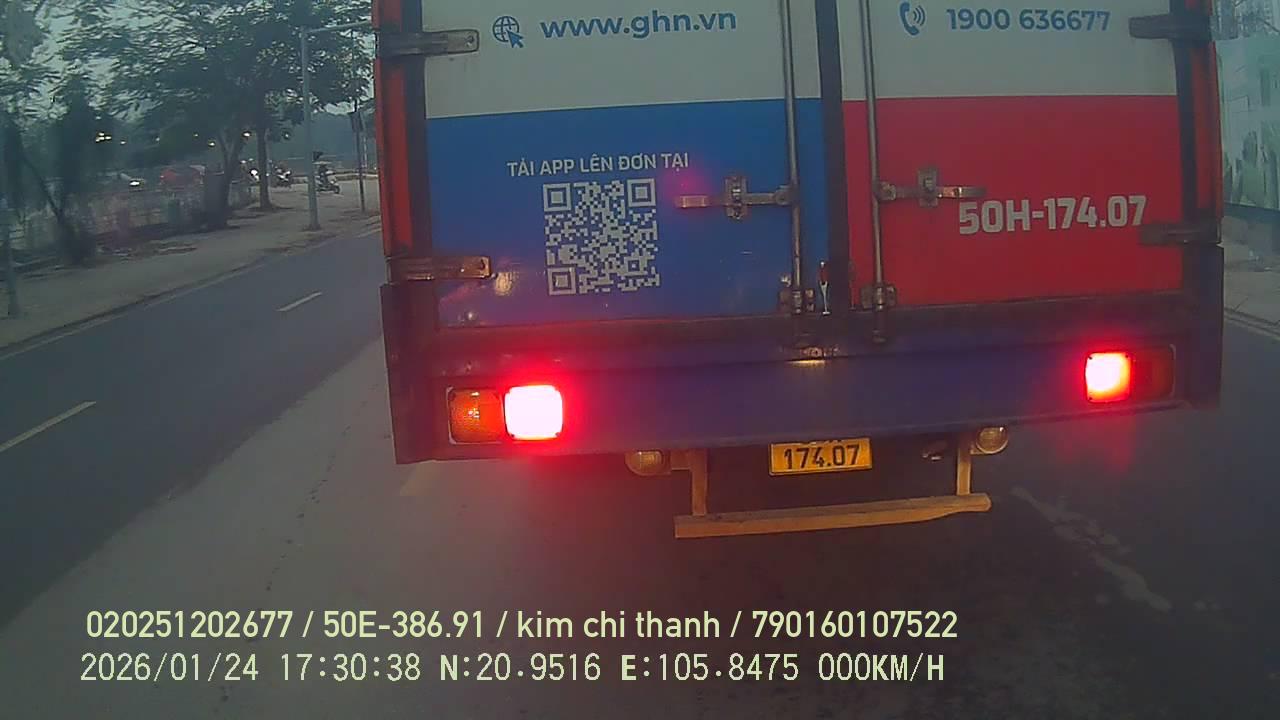 www.ghn.vn
1900 636677
TẢI APP LÊN ĐƠN TẠI
50H-174.07
174.07
020251202677 / 50E-386.91 / kim chi thanh / 790160107522
2026/01/24 17:30:38 N:20.9516 E:105.8475 000KM/H